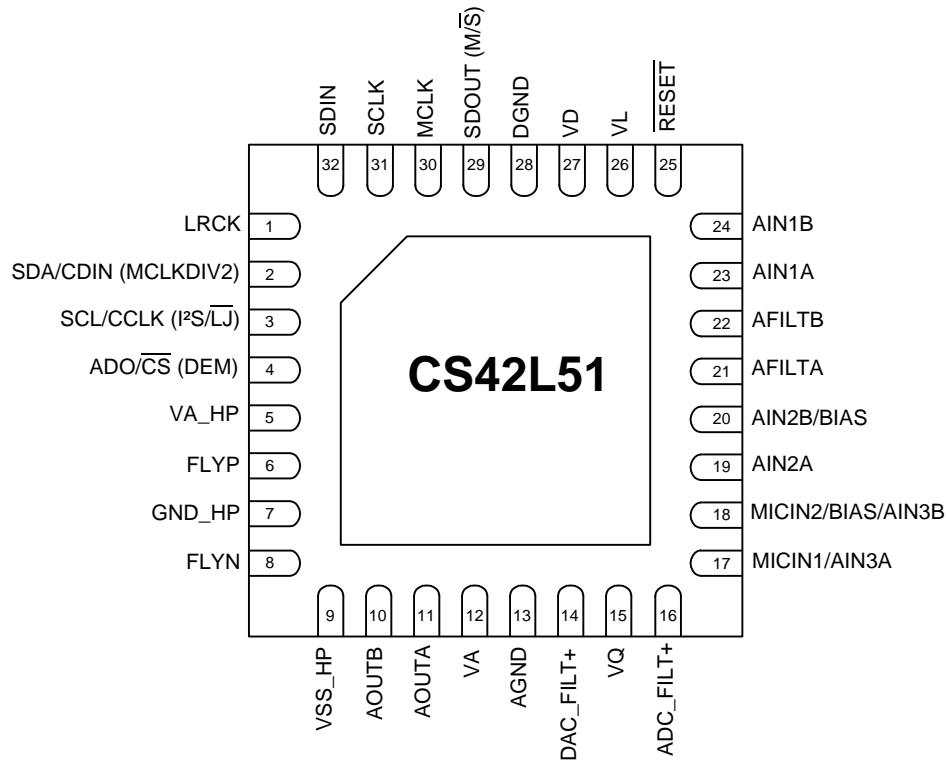 SDIN
SCLK
MCLK
SDOUT (M/S̅)
DGND
VD
VL
R̅E̅S̅E̅T̅
32
31
30
29
28
27
26
25
LRCK 1
SDA/CDIN (MCLKDIV2) 2
SCL/CCLK (I²S/L̅J̅) 3
ADO/C̅S̅ (DEM) 4
VA_HP 5
FLYP 6
GND_HP 7
FLYN 8
CS42L51
24 AIN1B
23 AIN1A
22 AFILTB
21 AFILTA
20 AIN2B/BIAS
19 AIN2A
18 MICIN2/BIAS/AIN3B
17 MICIN1/AIN3A
9
10
11
12
13
14
15
16
VSS_HP
AOUTB
AOUTA
VA
AGND
DAC_FILT+
VQ
ADC_FILT+